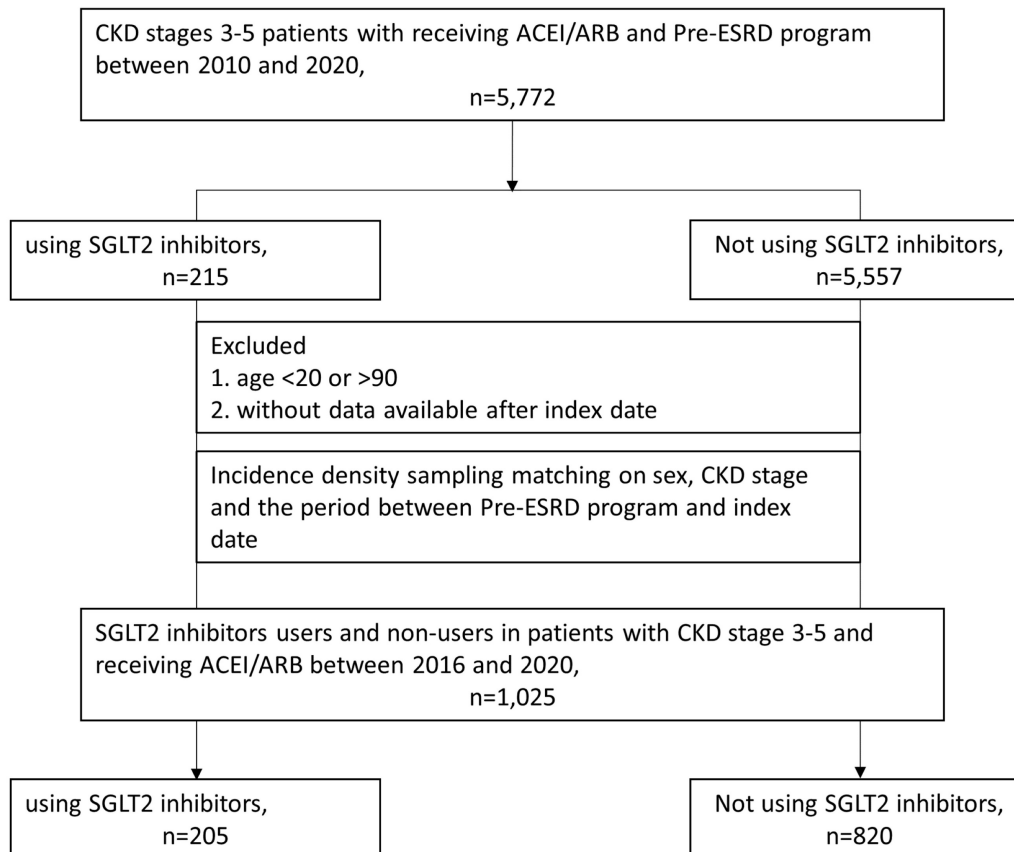 CKD stages 3-5 patients with receiving ACEI/ARB and Pre-ESRD program
between 2010 and 2020,
n=5,772
using SGLT2 inhibitors,
n=215
Not using SGLT2 inhibitors,
n=5,557
Excluded
1. age <20 or >90
2. without data available after index date
Incidence density sampling matching on sex, CKD stage
and the period between Pre-ESRD program and index
date
SGLT2 inhibitors users and non-users in patients with CKD stage 3-5 and
receiving ACEI/ARB between 2016 and 2020,
n=1,025
using SGLT2 inhibitors,
n=205
Not using SGLT2 inhibitors,
n=820